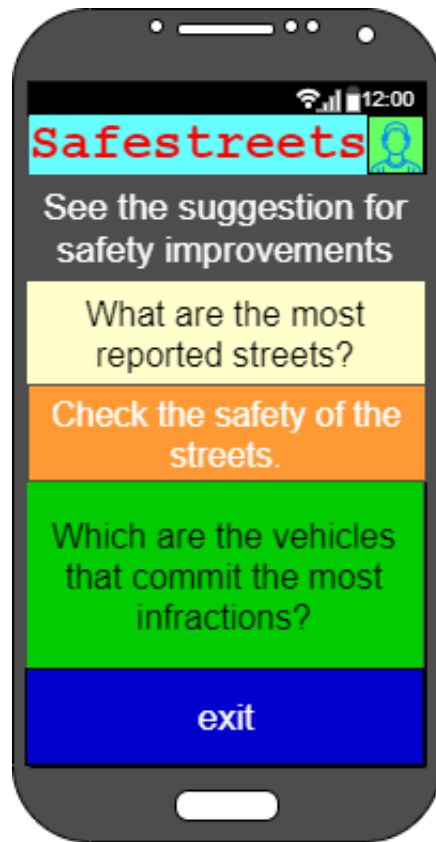 12:00
Safestreets
See the suggestion for
safety improvements
What are the most
reported streets?
Check the safety of the
streets.
Which are the vehicles
that commit the most
infractions?
exit